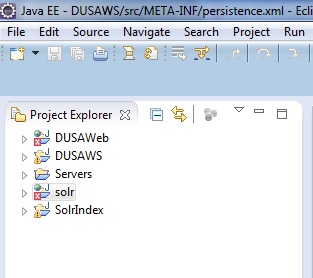 Java EE - DUSAWS/src/META-INF/persistence.xml - Ecli
File Edit Source Navigate Search Project Run
Project Explorer
DUSAWeb
DUSAWS
Servers
solr
SolrIndex